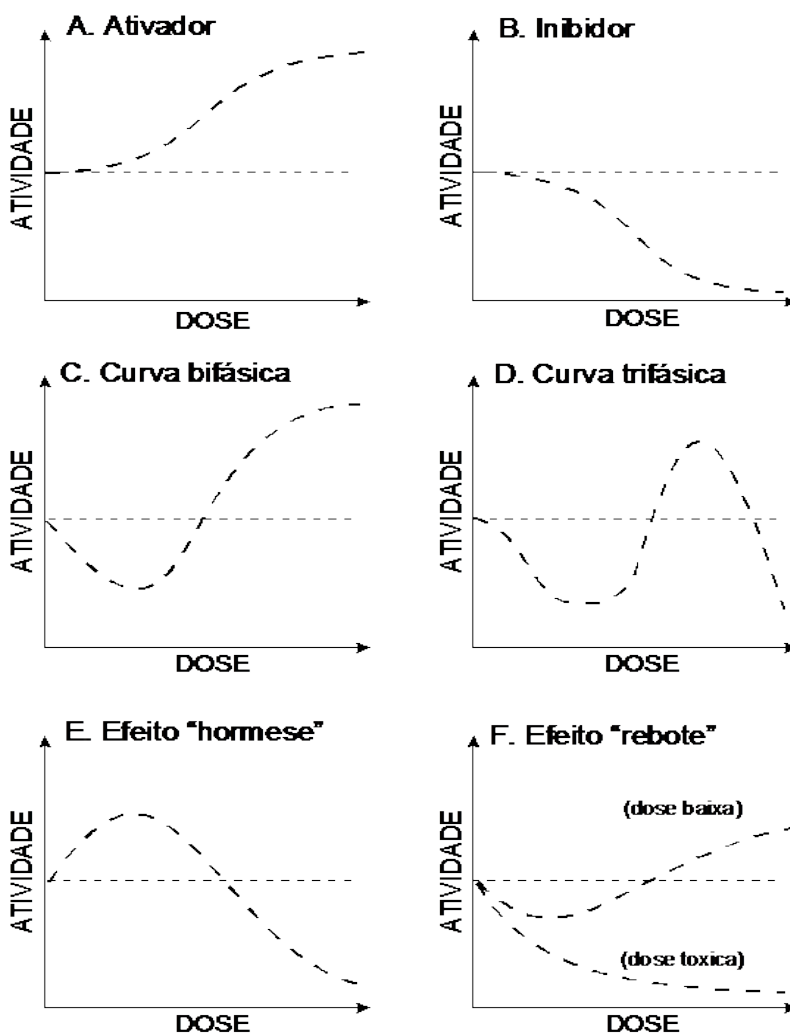 A. Ativador
ATIVIDADE
DOSE
B. Inibidor
ATIVIDADE
DOSE
C. Curva bifásica
ATIVIDADE
DOSE
D. Curva trifásica
ATIVIDADE
DOSE
E. Efeito "hormese"
ATIVIDADE
DOSE
F. Efeito "rebote"
(dose baixa)
ATIVIDADE
(dose toxica)
DOSE